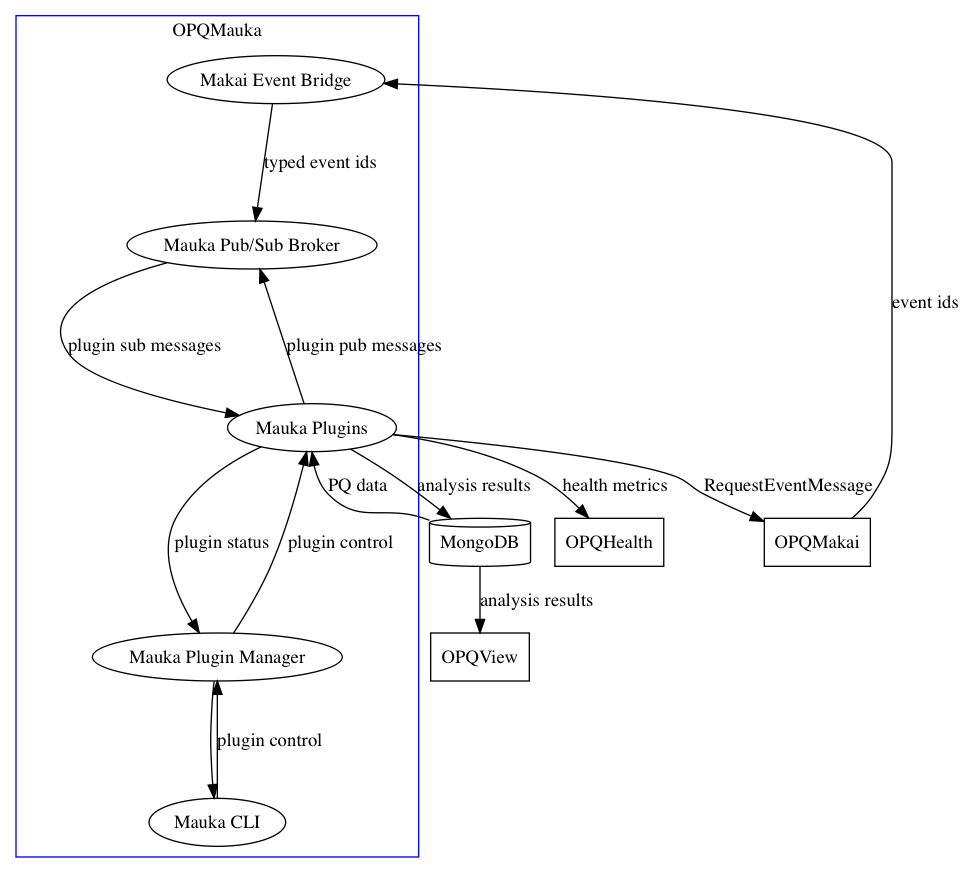 OPQMauka
Makai Event Bridge
typed event ids
Mauka Pub/Sub Broker
event ids
plugin sub messages
plugin pub messages
Mauka Plugins
PQ data
analysis results
health metrics
RequestEventMessage
plugin status
plugin control
MongoDB
OPQHealth
OPQMakai
analysis results
Mauka Plugin Manager
OPQView
plugin control
Mauka CLI